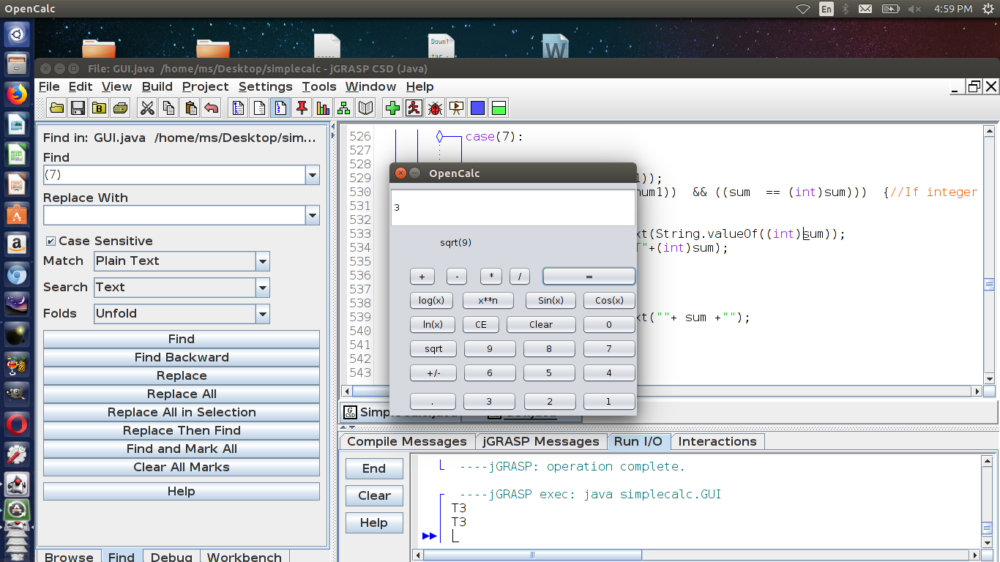 OpenCalc
En
4:59 PM
Down!
tar
W
File: GUI.java /home/ms/Desktop/simplecalc - jGRASP CSD (Java)
File Edit View Build Project Settings Tools Window Help
Find in: GUI.java /home/ms/Desktop/sim...
Find
(7)
Replace With
Case Sensitive
Match Plain Text
Search Text
Folds Unfold
Find
Find Backward
Replace
Replace All
Replace All in Selection
Replace Then Find
Find and Mark All
Clear All Marks
Help
Browse Find Debug Workbench
526 case(7):
527
528
529 ));
530 num1)) && ((sum == (int)sum))) {//If integer
531
532
533 xt(String.valueOf((int)sum));
534 T"+(int)sum);
535
536
537
538
539 xt(""+ sum +"");
540
541
542
543
OpenCalc
3
sqrt(9)
+ - * / =
log(x) x**n Sin(x) Cos(x)
ln(x) CE Clear 0
sqrt 9 8 7
+/- 6 5 4
. 3 2 1
Compile Messages jGRASP Messages Run I/O Interactions
End
Clear
Help
----jGRASP: operation complete.
----jGRASP exec: java simplecalc.GUI
T3
T3